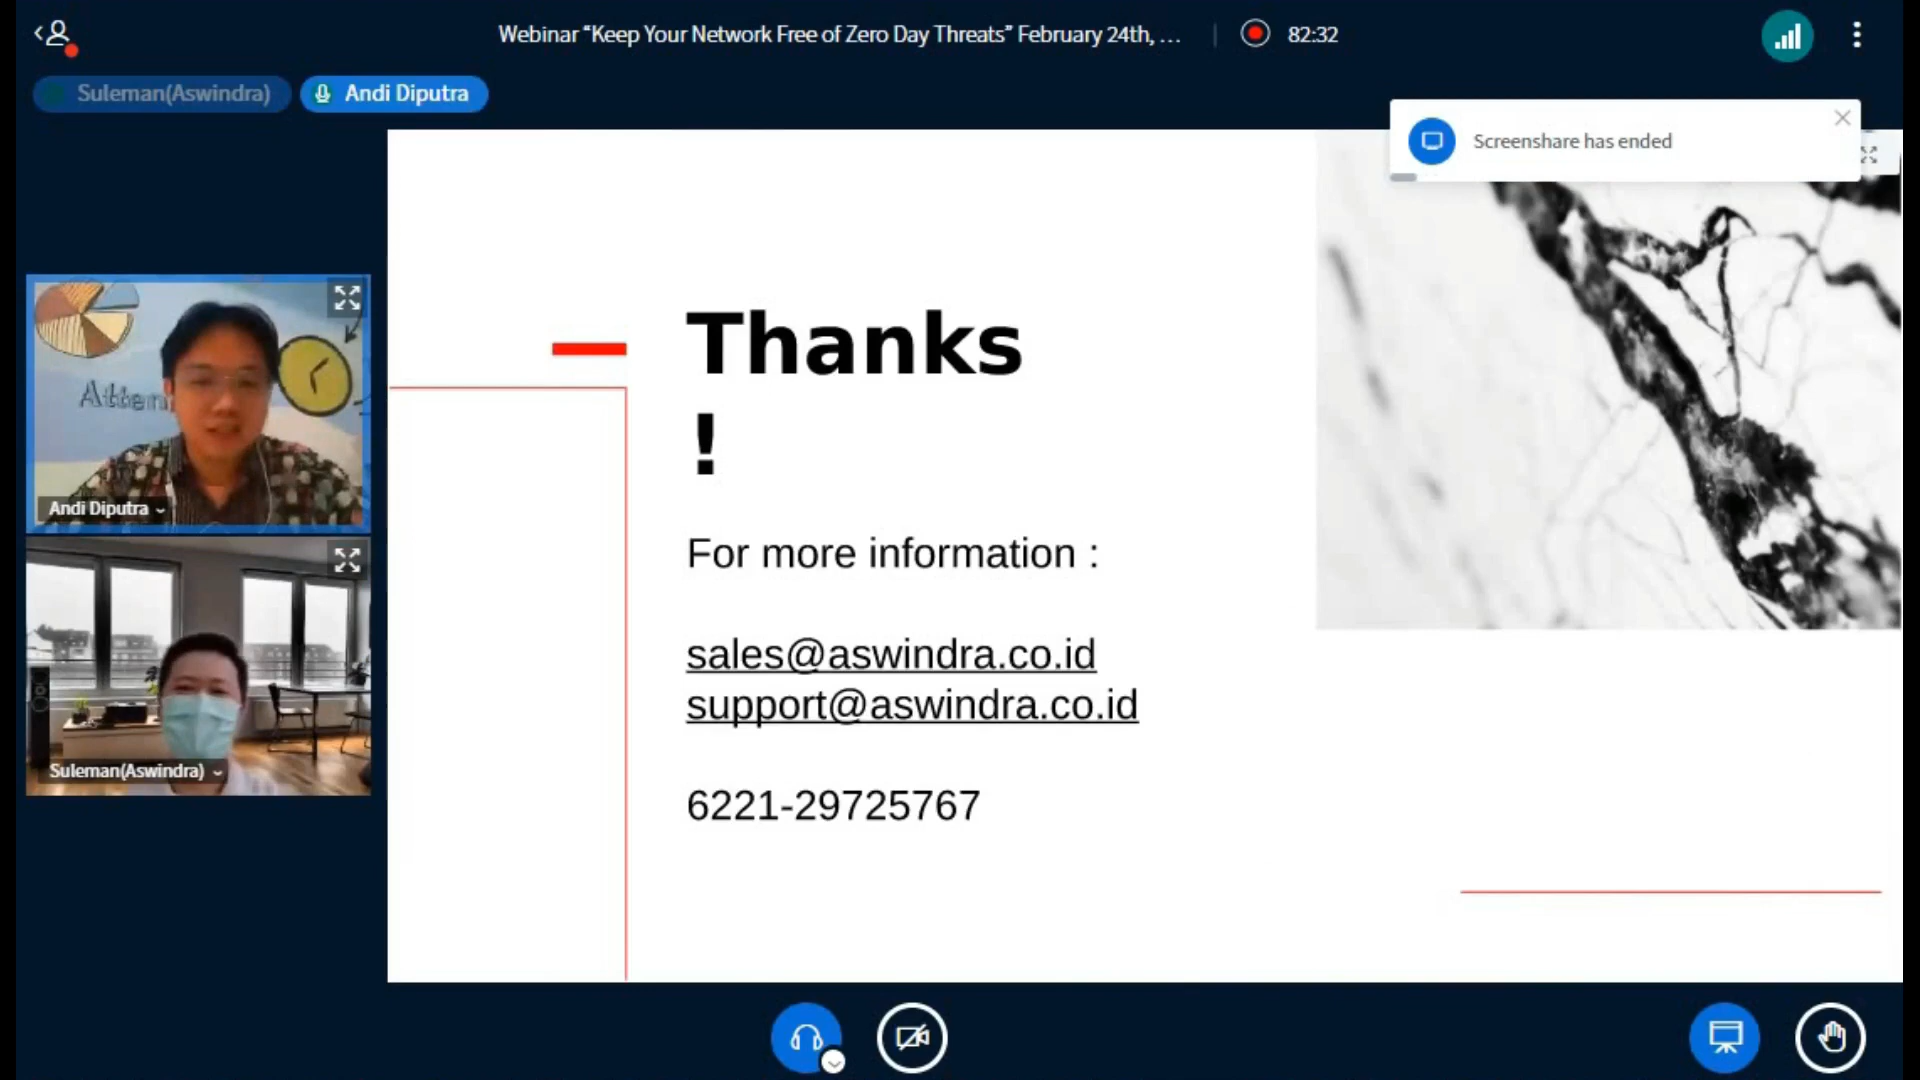 Webinar “Keep Your Network Free of Zero Day Threats” February 24th, ...
82:32
Suleman(Aswindra)
Andi Diputra
Screenshare has ended
Andi Diputra
Suleman(Aswindra)
Thanks
!
For more information :
sales@aswindra.co.id
support@aswindra.co.id
6221-29725767